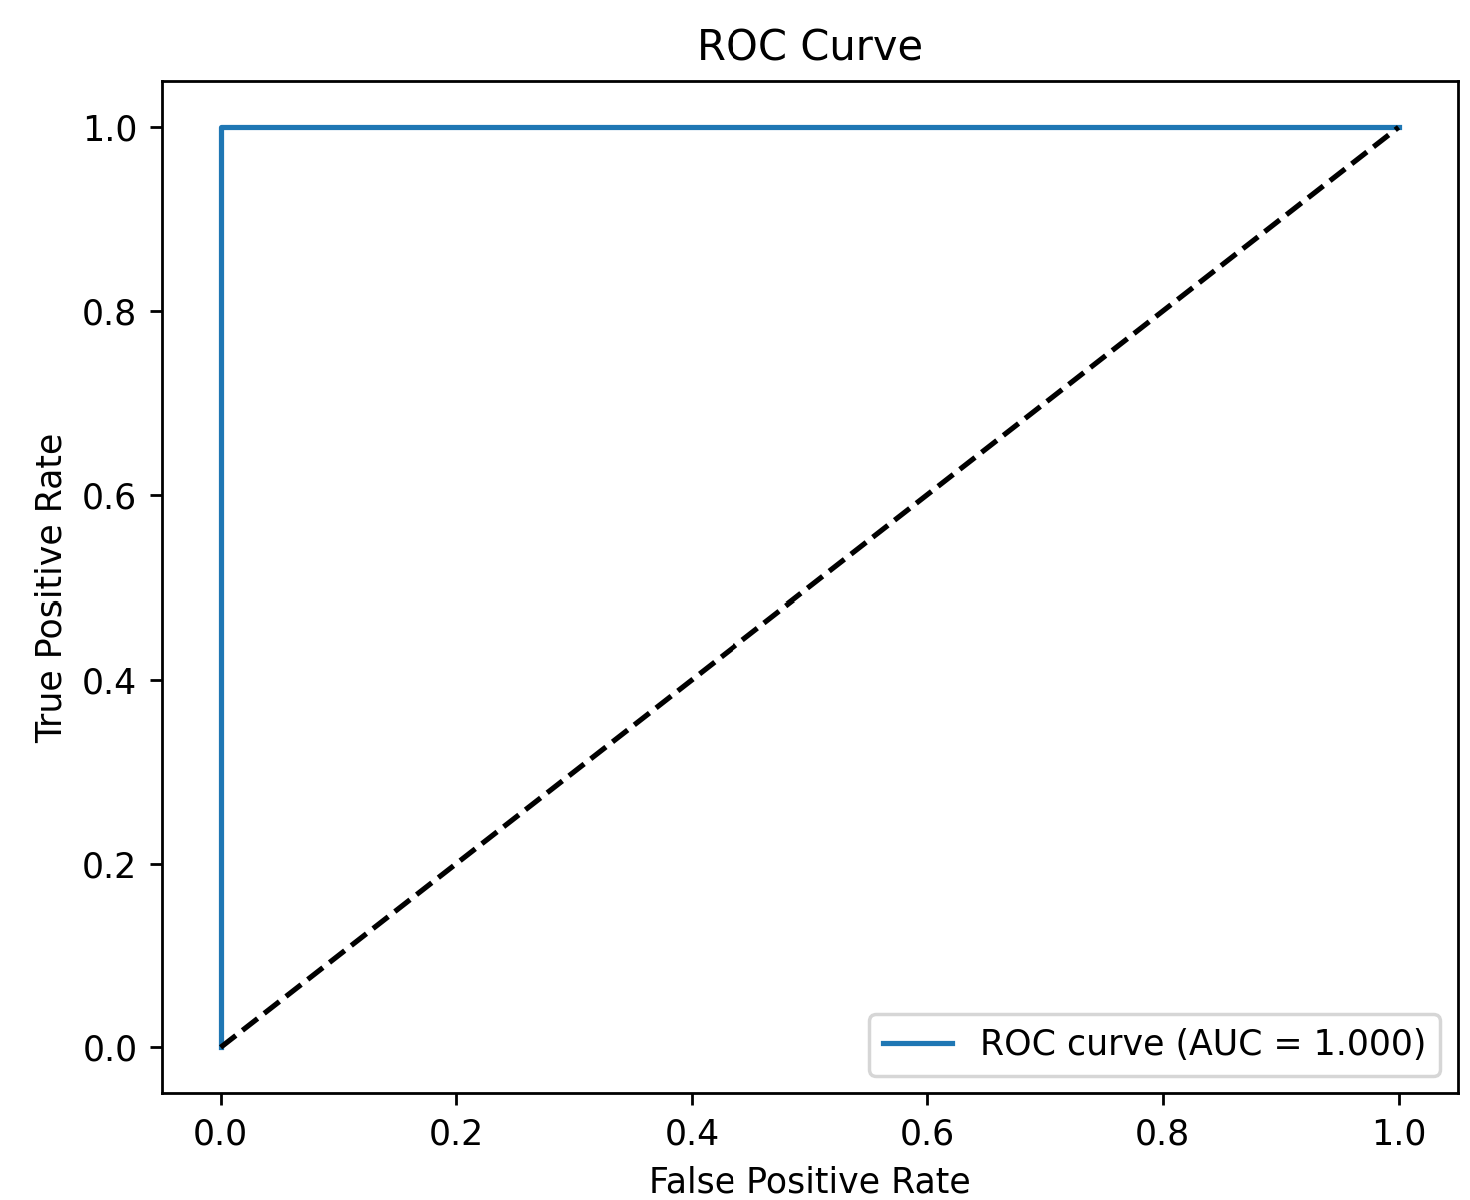 ROC Curve
1.0
0.8
0.6
0.4
0.2
0.0
True Positive Rate
ROC curve (AUC = 1.000)
0.0 0.2 0.4 0.6 0.8 1.0
False Positive Rate